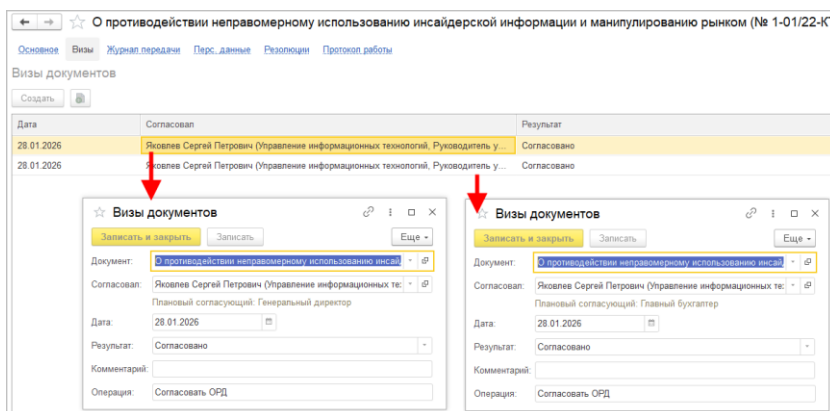 О противодействии неправомерному использованию инсайдерской информации и манипулированию рынком (№ 1-01/22-КТ
Основное Визы Журнал передачи Перс. данные Резолюции Протокол работы
Визы документов
Создать
Дата Согласовал Результат
28.01.2026 Яковлев Сергей Петрович (Управление информационных технологий, Руководитель у... Согласовано
28.01.2026 Яковлев Сергей Петрович (Управление информационных технологий, Руководитель у... Согласовано
Визы документов
Записать и закрыть Записать Еще
Документ: О противодействии неправомерному использованию инсай
Согласовал: Яковлев Сергей Петрович (Управление информационных те:
Плановый согласующий: Генеральный директор
Дата: 28.01.2026
Результат: Согласовано
Комментарий:
Операция: Согласовать ОРД
Визы документов
Записать и закрыть Записать Еще
Документ: О противодействии неправомерному использованию инсай
Согласовал: Яковлев Сергей Петрович (Управление информационных те:
Плановый согласующий: Главный бухгалтер
Дата: 28.01.2026
Результат: Согласовано
Комментарий:
Операция: Согласовать ОРД